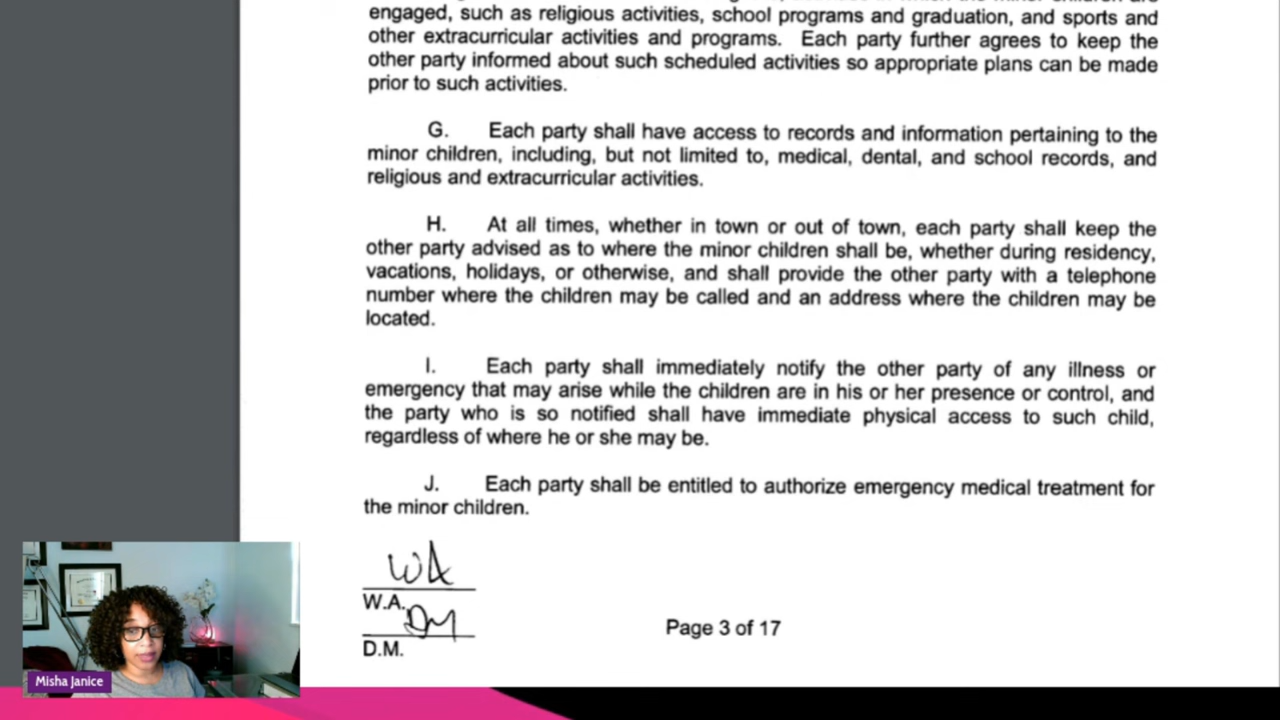 engaged, such as religious activities, school programs and graduation, and sports and
other extracurricular activities and programs. Each party further agrees to keep the
other party informed about such scheduled activities so appropriate plans can be made
prior to such activities.
G. Each party shall have access to records and information pertaining to the
minor children, including, but not limited to, medical, dental, and school records, and
religious and extracurricular activities.
H. At all times, whether in town or out of town, each party shall keep the
other party advised as to where the minor children shall be, whether during residency,
vacations, holidays, or otherwise, and shall provide the other party with a telephone
number where the children may be called and an address where the children may be
located.
I. Each party shall immediately notify the other party of any illness or
emergency that may arise while the children are in his or her presence or control, and
the party who is so notified shall have immediate physical access to such child,
regardless of where he or she may be.
J. Each party shall be entitled to authorize emergency medical treatment for
the minor children.
WA
W.A.
DM
D.M.
Page 3 of 17
Misha Janice